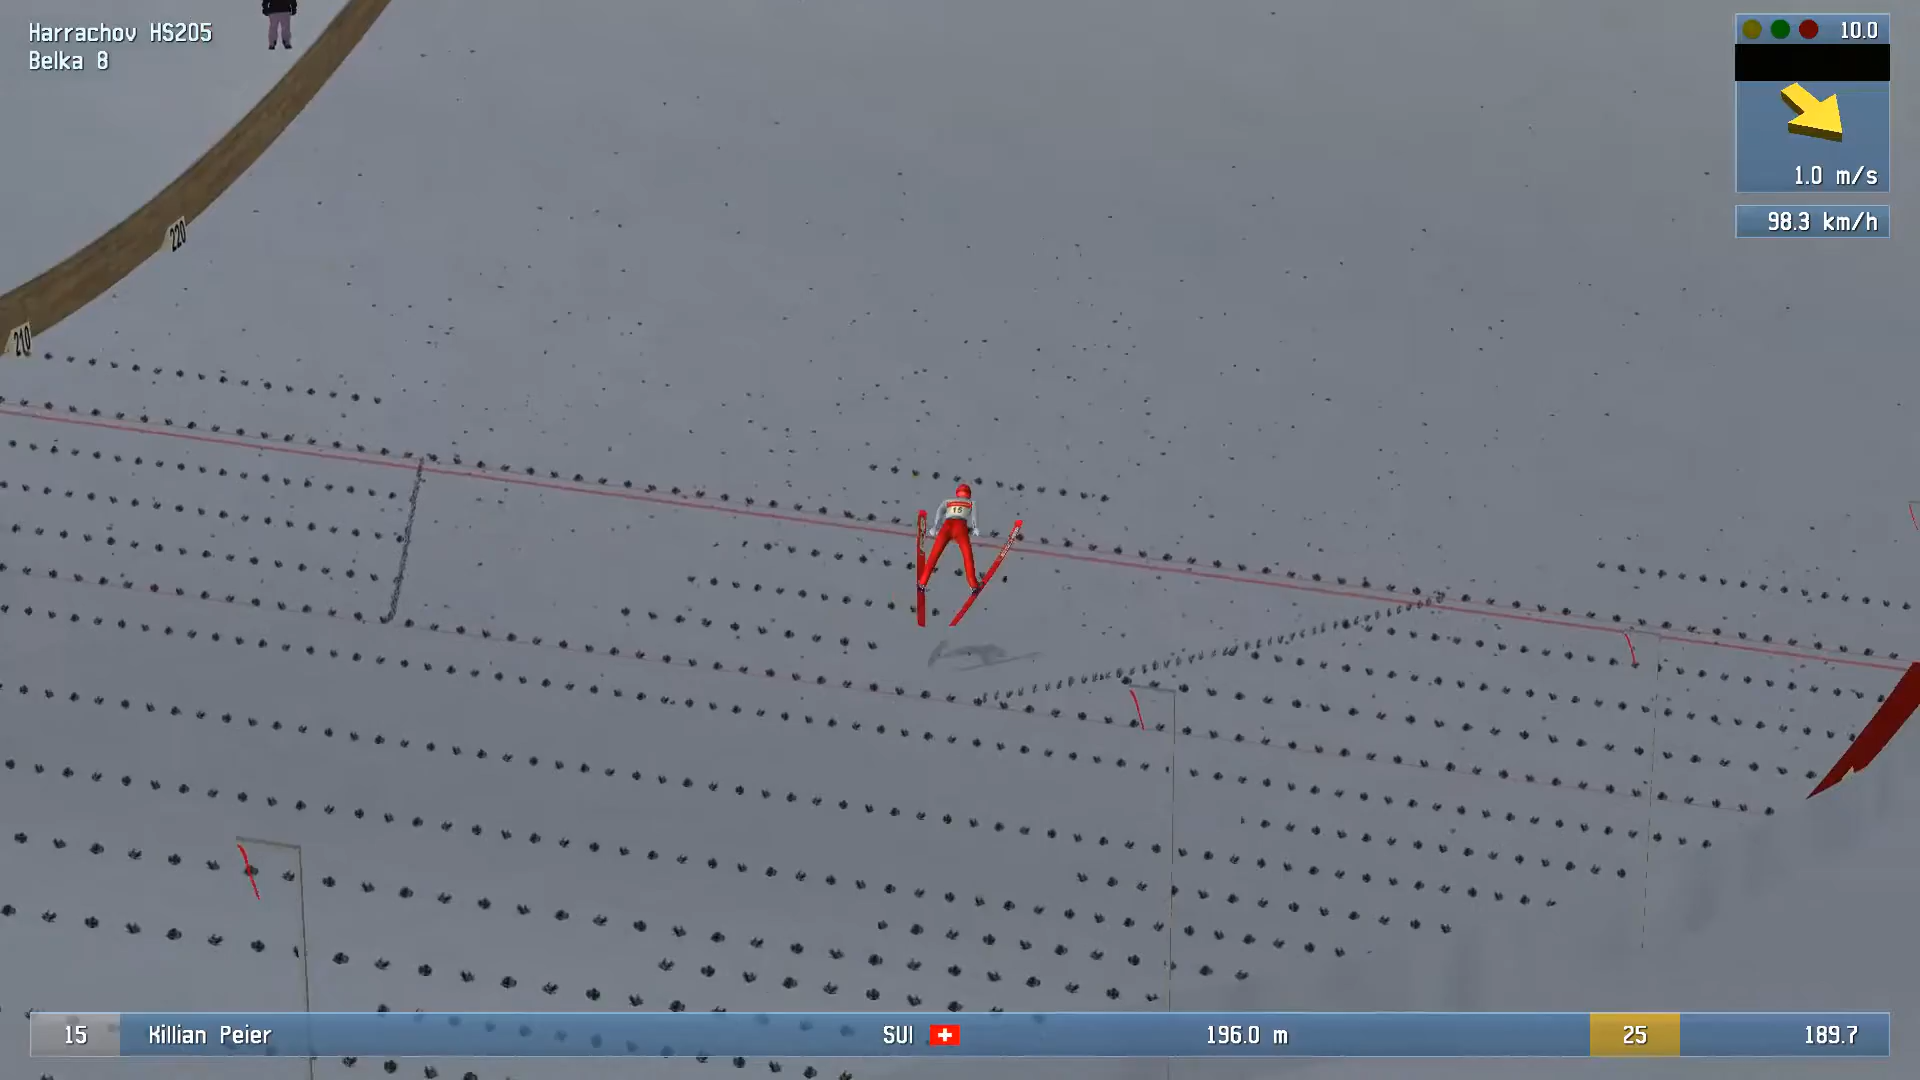 Harrachov HS205
Belka 8
10.0
1.0 m/s
98.3 km/h
220
210
15
15 Killian Peier SUI 196.0 m 25 189.7